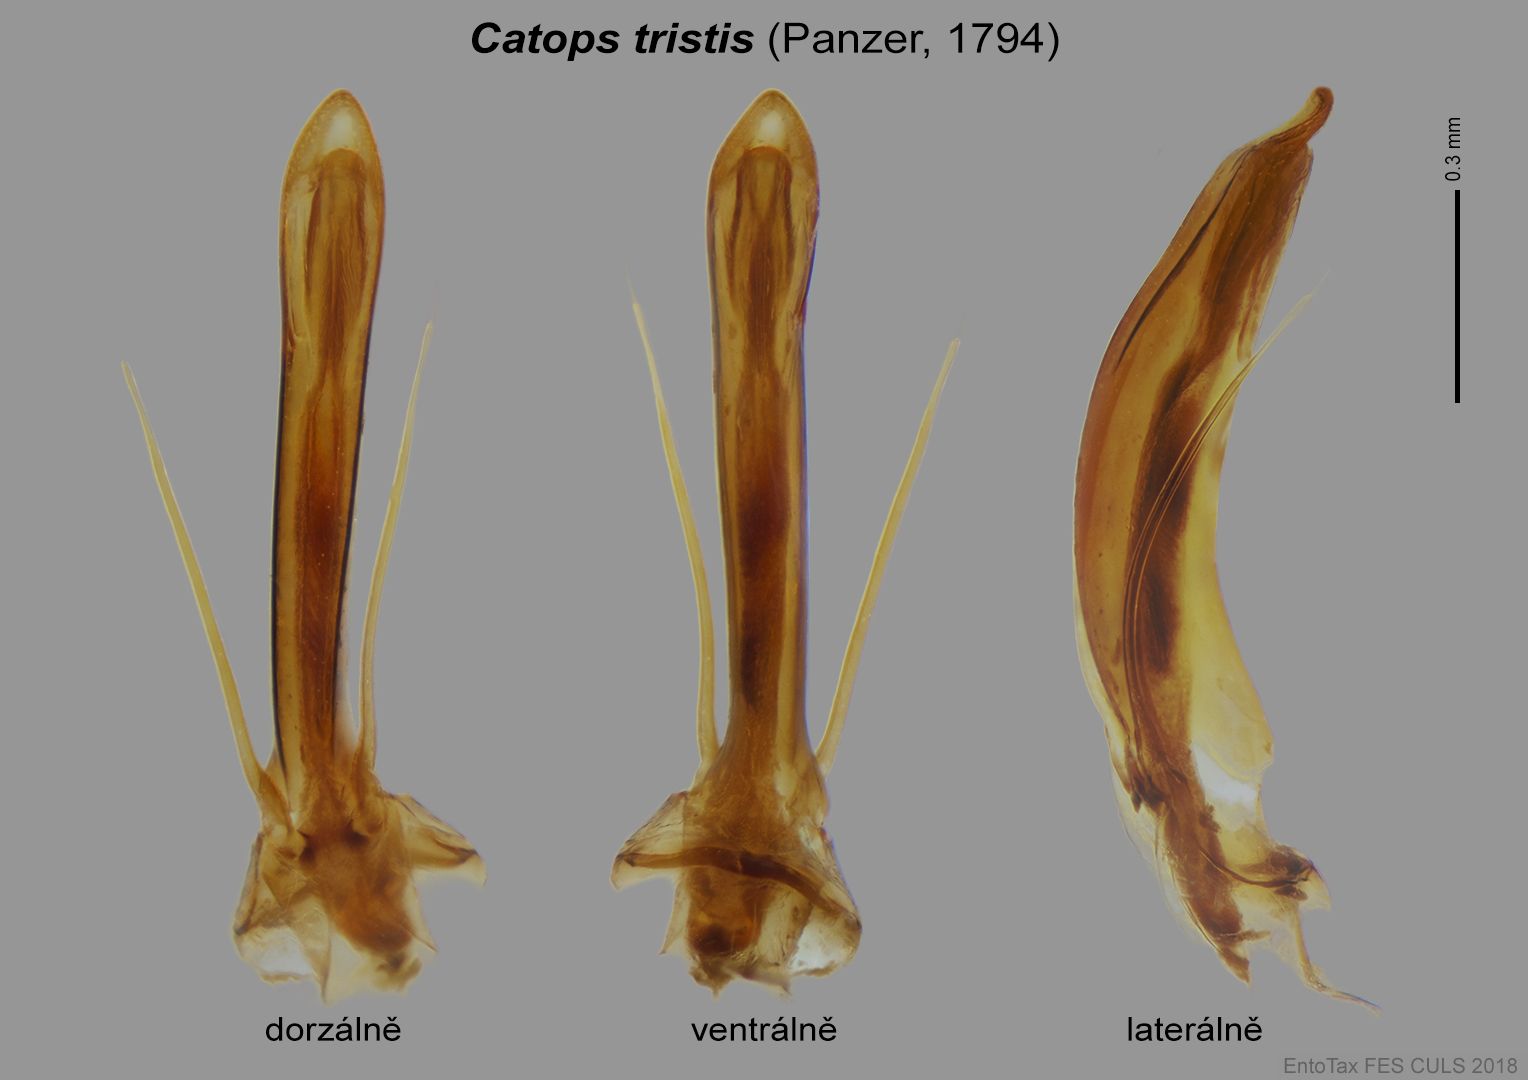 Catops tristis (Panzer, 1794)
0.3 mm
dorzálně
ventrálně
laterálně
EntoTax FES CULS 2018